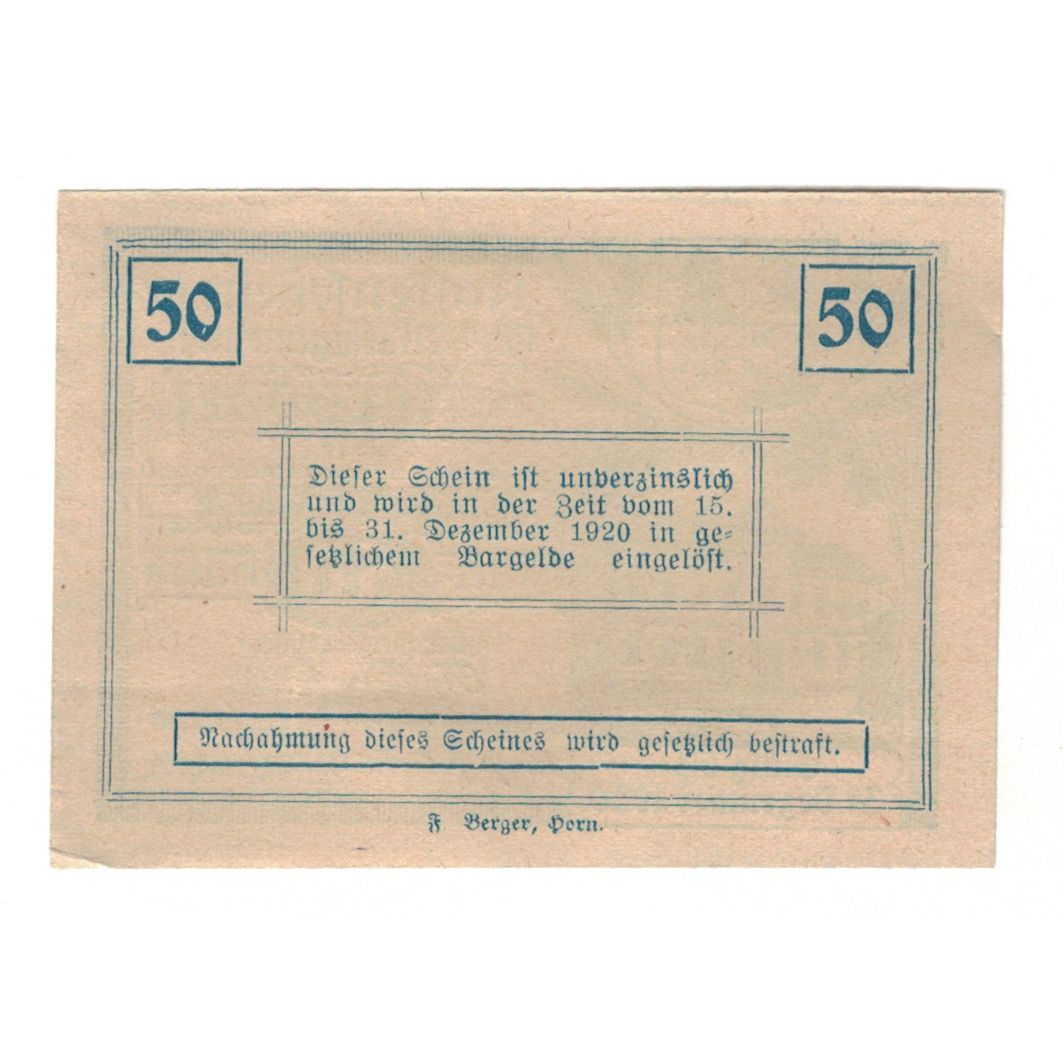 50
50
Dieser Schein ist unverzinslich
und wird in der Zeit vom 15.
bis 31. Dezember 1920 in ge-
setzlichem Bargelde eingelöst.
Nachahmung dieses Scheines wird gesetzlich bestraft.
F Berger, Horn.